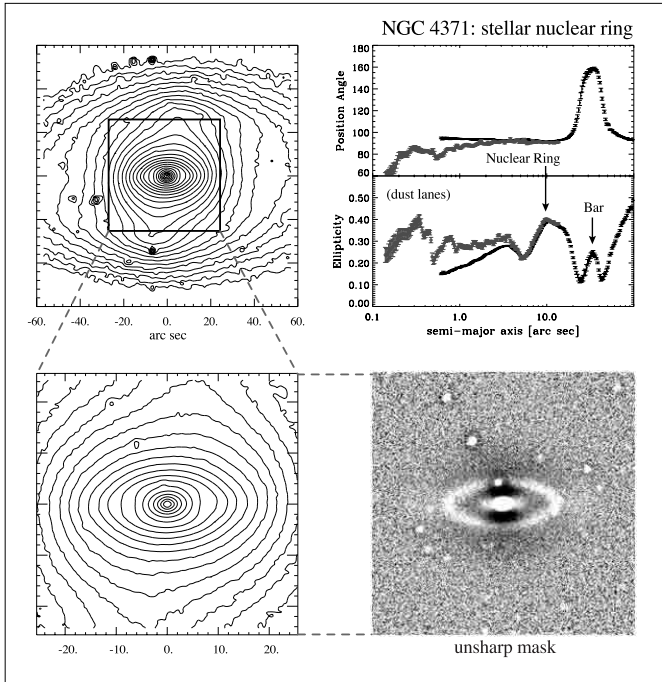 NGC 4371: stellar nuclear ring
-60. -40. -20. 0. 20. 40. 60.
arc sec
180
160
140
120
100
80
60
Position Angle
Nuclear Ring
(dust lanes)
Bar
0.50
0.40
0.30
0.20
0.10
0.00
Ellipticity
0.1 1.0 10.0
semi-major axis [arc sec]
-20. -10. 0. 10. 20.
unsharp mask